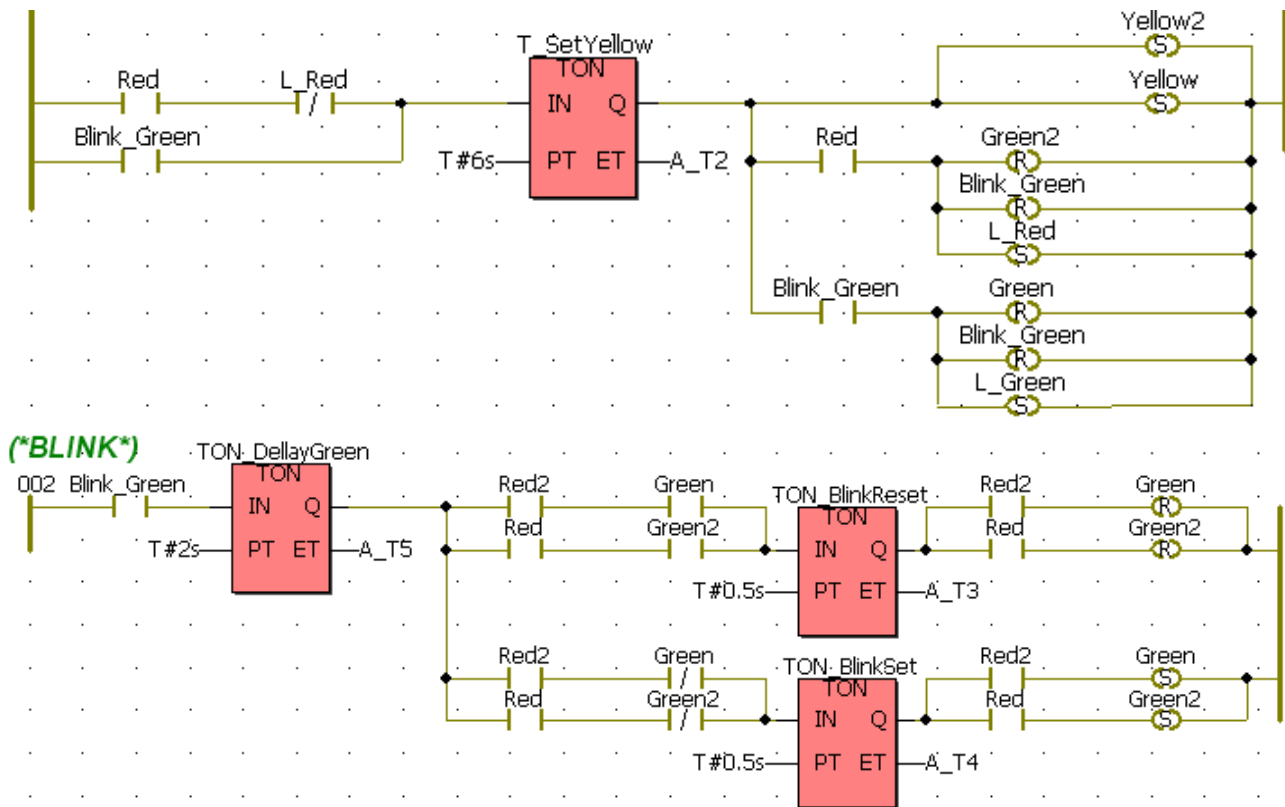 Yellow2
S
T_SetYellow
TON
Red L_Red
IN Q
Yellow
S
Blink_Green
T#6s PT ET A_T2
Red
Green2
R
Blink_Green
R
L_Red
S
Blink_Green
Green
R
Blink_Green
R
L_Green
S
(*BLINK*)
002 Blink_Green
TON_DellayGreen
TON
IN Q
T#2s PT ET A_T5
Red2 Green
Red Green2
TON_BlinkReset
TON
IN Q
T#0.5s PT ET A_T3
Red2 Green
R
Red Green2
R
Red2 Green
Red Green2
TON_BlinkSet
TON
IN Q
T#0.5s PT ET A_T4
Red2 Green
S
Red Green2
S